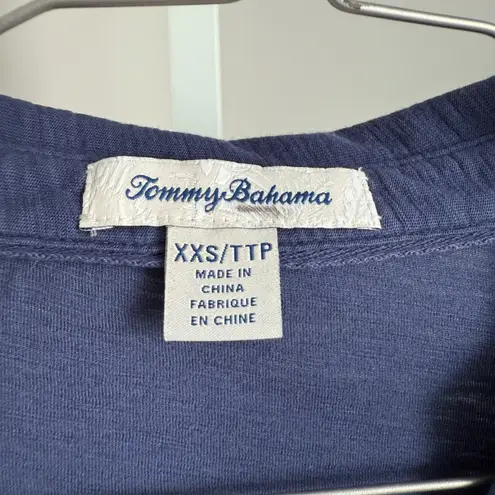 Tommy Bahama
XXS/TTP
MADE IN
CHINA
FABRIQUE
EN CHINE